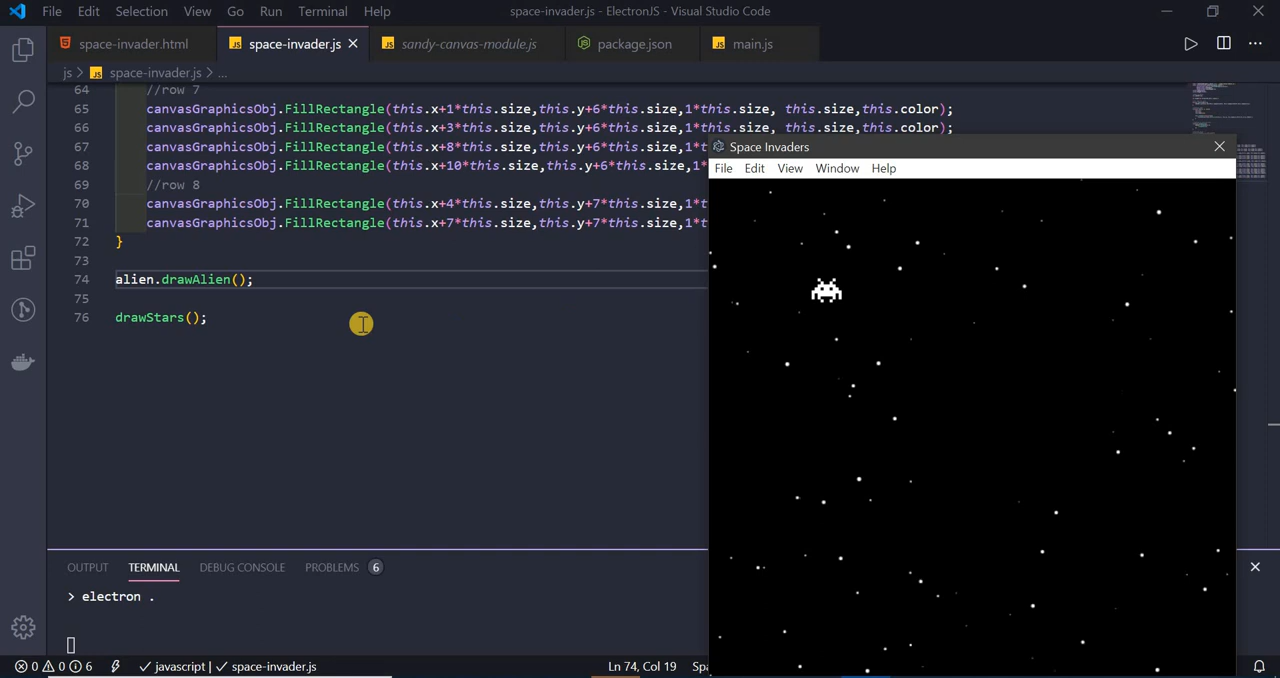 File Edit Selection View Go Run Terminal Help space-invader.js - ElectronJS - Visual Studio Code
space-invader.html JS space-invader.js JS sandy-canvas-module.js package.json JS main.js
js > JS space-invader.js > ...
64 //row 7
65 canvasGraphicsObj.FillRectangle(this.x+1*this.size,this.y+6*this.size,1*this.size, this.size,this.color);
66 canvasGraphicsObj.FillRectangle(this.x+3*this.size,this.y+6*this.size,1*this.size, this.size,this.color);
67 canvasGraphicsObj.FillRectangle(this.x+8*this.size,this.y+6*this.size,1*t
68 canvasGraphicsObj.FillRectangle(this.x+10*this.size,this.y+6*this.size,1*
69 //row 8
70 canvasGraphicsObj.FillRectangle(this.x+4*this.size,this.y+7*this.size,1*t
71 canvasGraphicsObj.FillRectangle(this.x+7*this.size,this.y+7*this.size,1*t
72 }
73
74 alien.drawAlien();
75
76 drawStars();
Space Invaders
File Edit View Window Help
OUTPUT TERMINAL DEBUG CONSOLE PROBLEMS 6
> electron .
0 0 6 javascript | space-invader.js Ln 74, Col 19 Spa